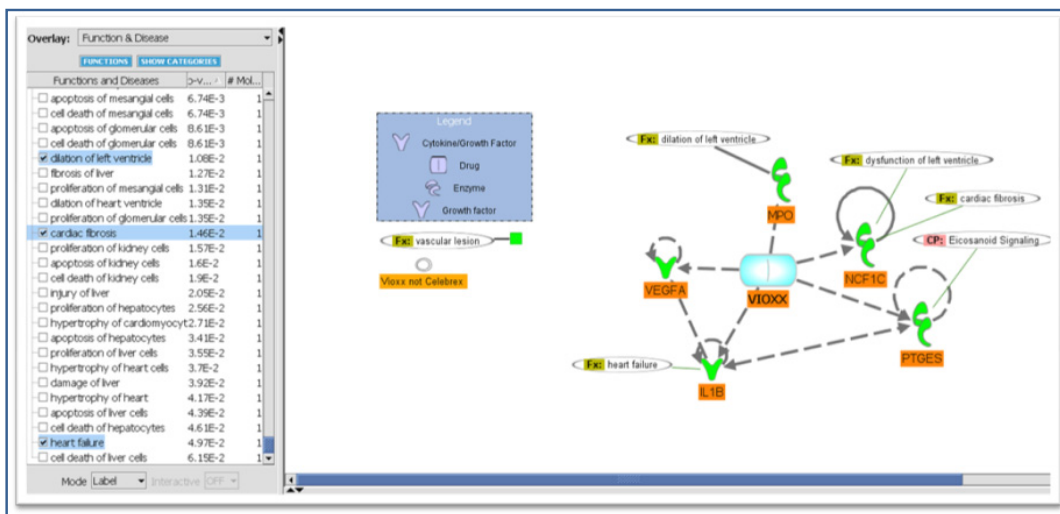 Overlay: Function & Disease
FUNCTIONS SHOW CATEGORIES
Functions and Diseases p-v... # Mol...
apoptosis of mesangial cells 6.74E-3 1
cell death of mesangial cells 6.74E-3 1
apoptosis of glomerular cells 8.61E-3 1
cell death of glomerular cells 8.61E-3 1
dilation of left ventricle 1.08E-2 1
fibrosis of liver 1.27E-2 1
proliferation of mesangial cells 1.31E-2 1
dilation of heart ventricle 1.35E-2 1
proliferation of glomerular cells 1.35E-2 1
cardiac fibrosis 1.46E-2 1
proliferation of kidney cells 1.57E-2 1
apoptosis of kidney cells 1.6E-2 1
cell death of kidney cells 1.9E-2 1
injury of liver 2.05E-2 1
proliferation of hepatocytes 2.56E-2 1
hypertrophy of cardiomyocyt 2.71E-2 1
apoptosis of hepatocytes 3.41E-2 1
proliferation of liver cells 3.55E-2 1
hypertrophy of heart cells 3.7E-2 1
damage of liver 3.92E-2 1
hypertrophy of heart 4.17E-2 1
apoptosis of liver cells 4.39E-2 1
cell death of hepatocytes 4.61E-2 1
heart failure 4.97E-2 1
cell death of liver cells 6.15E-2 1
Mode Label Interactive OFF
Legend
Cytokine/Growth Factor
Drug
Enzyme
Growth factor
Fx: vascular lesion
Vioxx not Celebrex
Fx: dilation of left ventricle
Fx: dysfunction of left ventricle
Fx: cardiac fibrosis
CP: Eicosanoid Signaling
MPO
NCF1C
VEGFA
VIOXX
PTGES
Fx: heart failure
IL1B